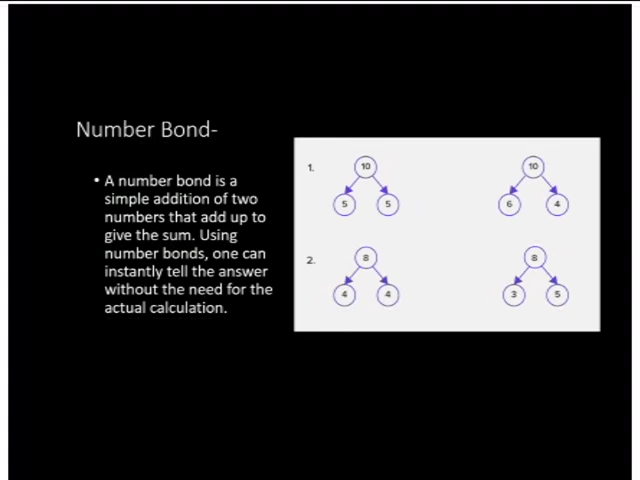 Number Bond-
• A number bond is a
simple addition of two
numbers that add up to
give the sum. Using
number bonds, one can
instantly tell the answer
without the need for the
actual calculation.
1.
10
10
5
5
6
4
2.
8
8
4
4
3
5